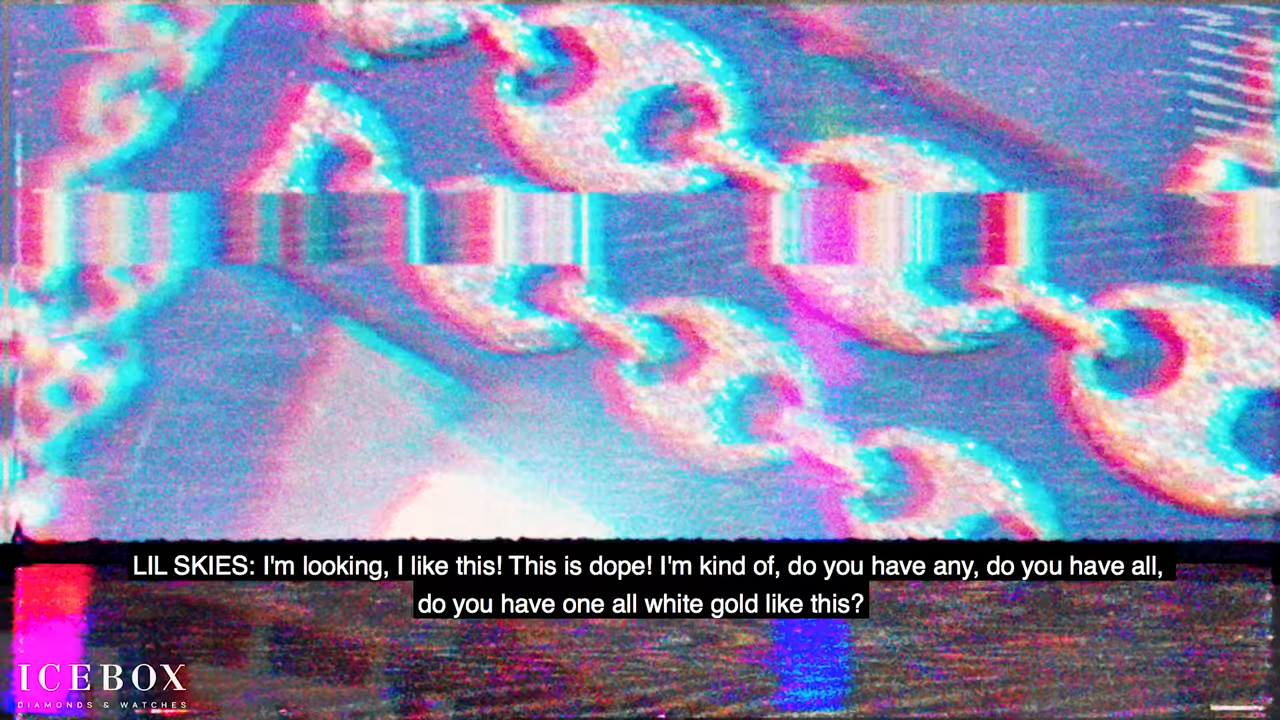 LIL SKIES: I'm looking, I like this! This is dope! I'm kind of, do you have any, do you have all,
do you have one all white gold like this?
ICEBOX
DIAMONDS & WATCHES